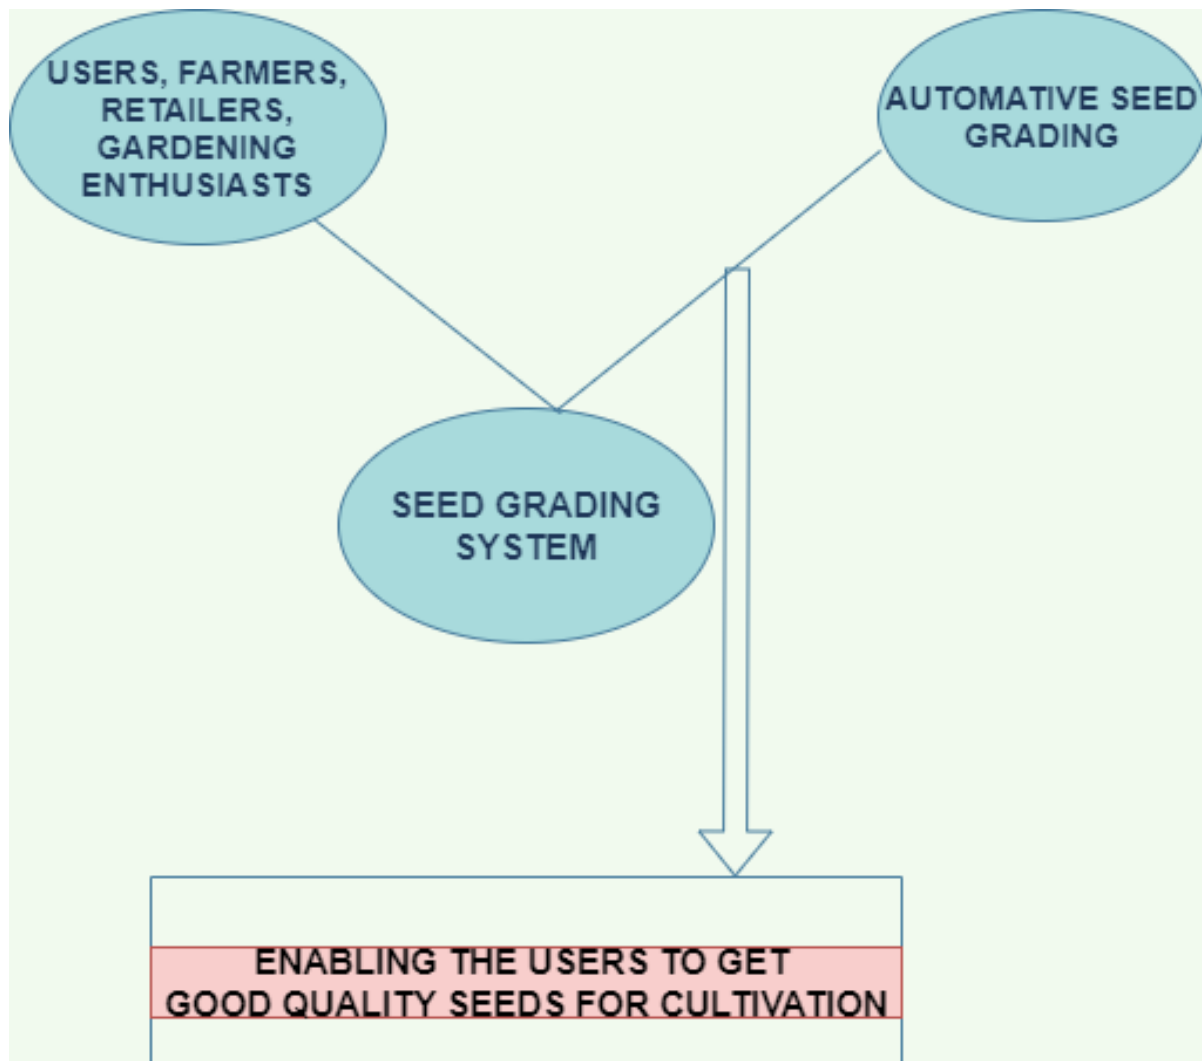 USERS, FARMERS,
RETAILERS,
GARDENING
ENTHUSIASTS
AUTOMATIVE SEED
GRADING
SEED GRADING
SYSTEM
ENABLING THE USERS TO GET
GOOD QUALITY SEEDS FOR CULTIVATION